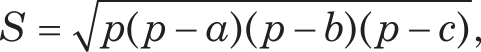 S = √p(p − a)(p − b)(p − c),